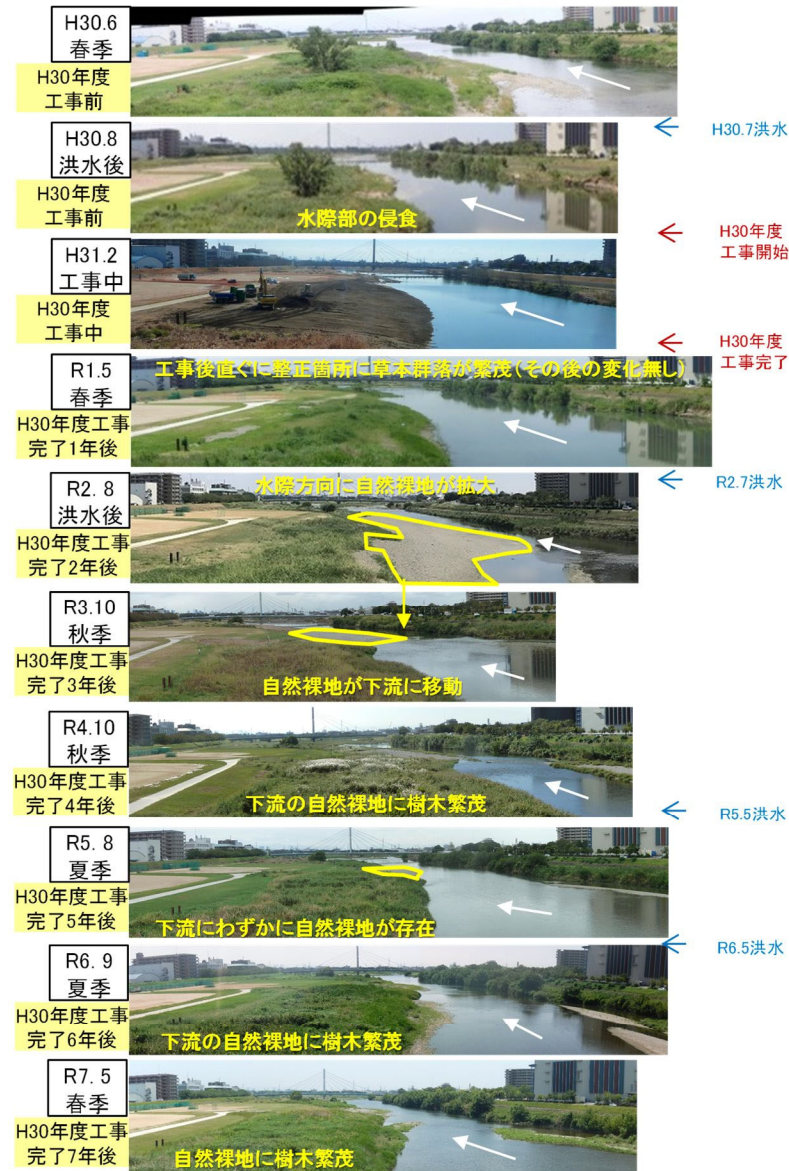 H30.6
春季
H30年度
工事前
H30.7洪水
H30.8
洪水後
H30年度
工事前
水際部の侵食
H30年度
工事開始
H31.2
工事中
H30年度
工事中
H30年度
工事完了
R1.5
春季
H30年度工事
完了1年後
工事後直ぐに整正箇所に草本群落が繁茂(その後の変化無し)
R2.7洪水
R2. 8
洪水後
H30年度工事
完了2年後
水際方向に自然裸地が拡大
R3.10
秋季
H30年度工事
完了3年後
自然裸地が下流に移動
R4.10
秋季
H30年度工事
完了4年後
下流の自然裸地に樹木繁茂
R5.5洪水
R5. 8
夏季
H30年度工事
完了5年後
下流にわずかに自然裸地が存在
R6.5洪水
R6. 9
夏季
H30年度工事
完了6年後
下流の自然裸地に樹木繁茂
R7. 5
春季
H30年度工事
完了7年後
自然裸地に樹木繁茂